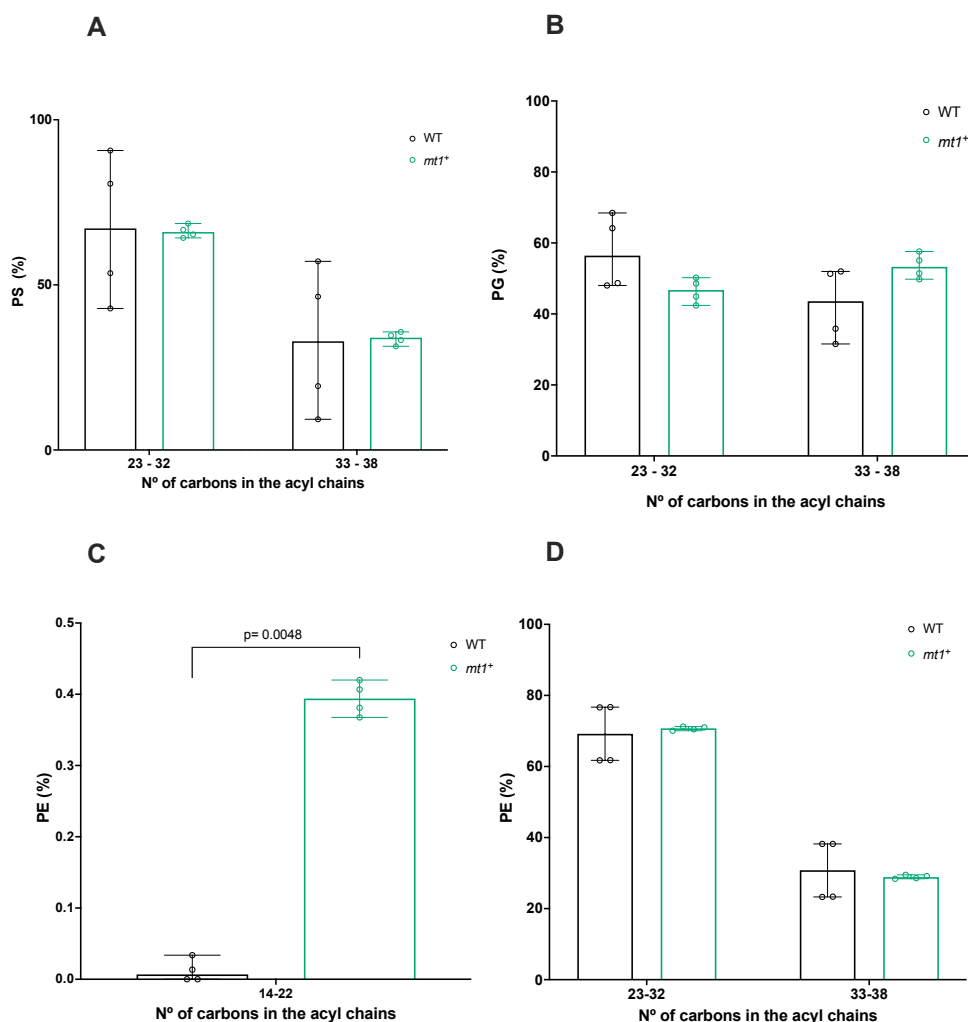 A
100
50
0
PS (%)
WT
mt1+
23 - 32
33 - 38
Nº of carbons in the acyl chains
B
100
80
60
40
20
0
PG (%)
WT
mt1+
23 - 32
33 - 38
Nº of carbons in the acyl chains
C
0.5
0.4
0.3
0.2
0.1
0.0
PE (%)
p= 0.0048
WT
mt1+
14-22
Nº of carbons in the acyl chains
D
100
80
60
40
20
0
PE (%)
WT
mt1+
23-32
33-38
Nº of carbons in the acyl chains